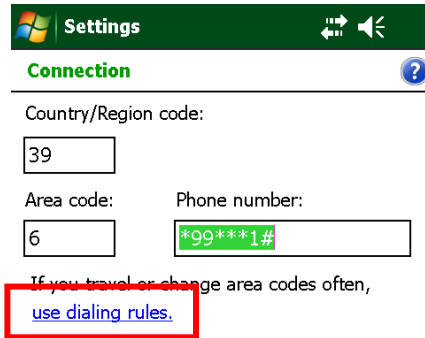 Settings
Connection
?
Country/Region code:
39
Area code: Phone number:
6 *99***1#
If you travel or change area codes often,
use dialing rules.